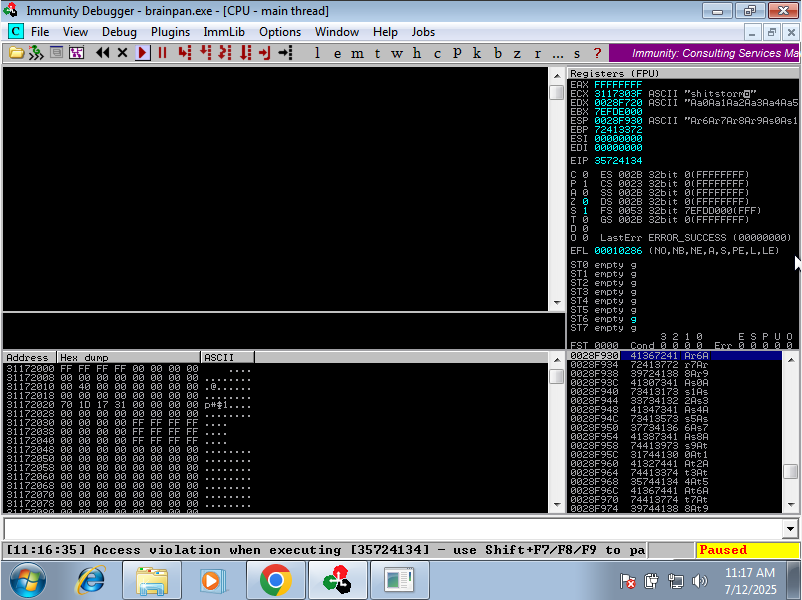 Immunity Debugger - brainpan.exe - [CPU - main thread]
C File View Debug Plugins ImmLib Options Window Help Jobs
l e m t w h c P k b z r ... s ? Immunity: Consulting Services Ma
Registers (FPU)
EAX FFFFFFFF
ECX 3117303F ASCII "shitstorm
EDX 0028F720 ASCII "Aa0Aa1Aa2Aa3Aa4Aa5
EBX 7EFDE000
ESP 0028F930 ASCII "Ar6Ar7Ar8Ar9As0As1
EBP 72413372
ESI 00000000
EDI 00000000
EIP 35724134
C 0 ES 002B 32bit 0(FFFFFFFF)
P 1 CS 0023 32bit 0(FFFFFFFF)
A 0 SS 002B 32bit 0(FFFFFFFF)
Z 0 DS 002B 32bit 0(FFFFFFFF)
S 1 FS 0053 32bit 7EFDD000(FFF)
T 0 GS 002B 32bit 0(FFFFFFFF)
D 0
O 0 LastErr ERROR_SUCCESS (00000000)
EFL 00010286 (NO,NB,NE,A,S,PE,L,LE)
ST0 empty g
ST1 empty g
ST2 empty g
ST3 empty g
ST4 empty g
ST5 empty g
ST6 empty g
ST7 empty g
3 2 1 0 E S P U O
FST 0000 Cond 0 0 0 0 Err 0 0 0 0 0
Address Hex dump ASCII
31172000 FF FF FF FF 00 00 00 00 ....
31172008 00 00 00 00 00 00 00 00 ........
31172010 00 40 00 00 00 00 00 00 .@......
31172018 00 00 00 00 00 00 00 00 ........
31172020 70 1D 17 31 00 00 00 00
31172028 00 00 00 00 00 00 00 00 ........
31172030 00 00 00 00 FF FF FF FF ....
31172038 00 00 00 00 FF FF FF FF ....
31172040 00 00 00 00 FF FF FF FF ....
31172048 00 00 00 00 00 00 00 00 ........
31172050 00 00 00 00 00 00 00 00 ........
31172058 00 00 00 00 00 00 00 00 ........
31172060 00 00 00 00 00 00 00 00 ........
31172068 00 00 00 00 00 00 00 00 ........
31172070 00 00 00 00 00 00 00 00 ........
31172078 00 00 00 00 00 00 00 00 ........
0028F930 41367241 Ar6A
0028F934 72413772 r7Ar
0028F938 39724138 8Ar9
0028F93C 41307341 As0A
0028F940 73413173 s1As
0028F944 33734132 2As3
0028F948 41347341 As4A
0028F94C 73413573 s5As
0028F950 37734136 6As7
0028F954 41387341 As8A
0028F958 74413973 s9At
0028F95C 31744130 0At1
0028F960 41327441 At2A
0028F964 74413374 t3At
0028F968 35744134 4At5
0028F96C 41367441 At6A
0028F970 74413774 t7At
0028F974 39744138 8At9
[11:16:35] Access violation when executing [35724134] - use Shift+F7/F8/F9 to pa
Paused
11:17 AM
7/12/2025